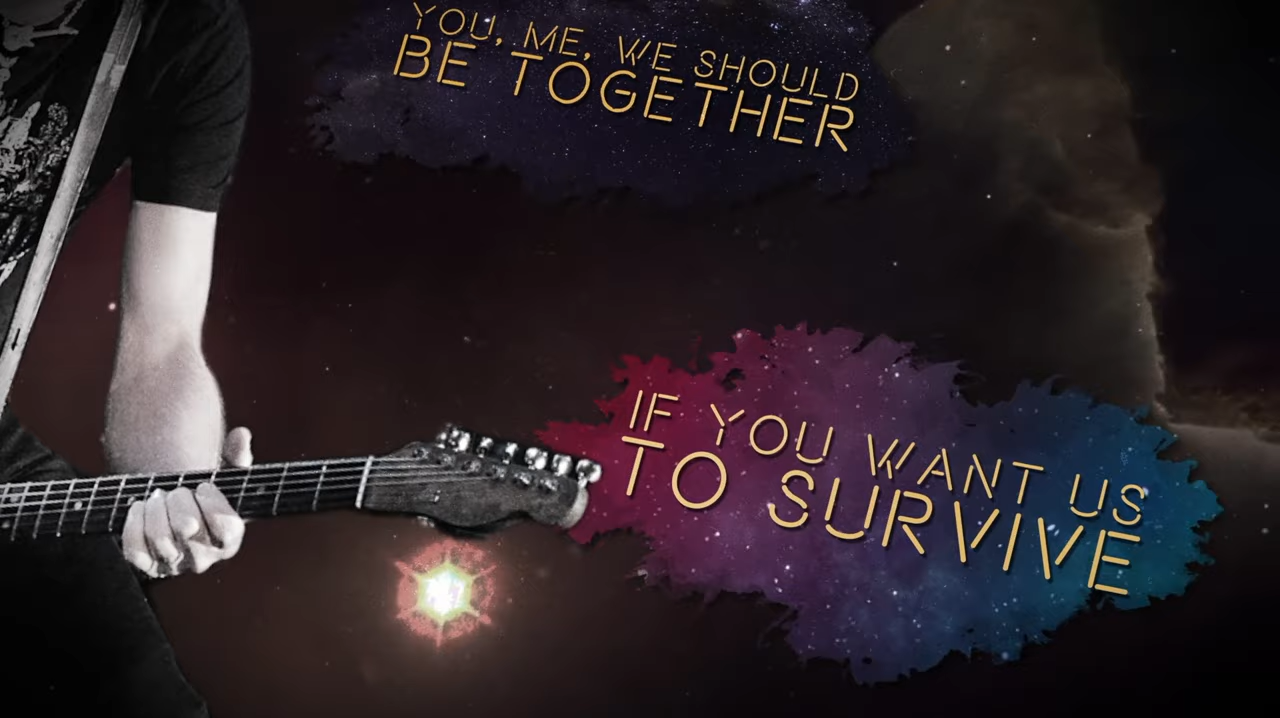 YOU, ME, WE SHOULD
BE TOGETHER
IF YOU WANT US
TO SURVIVE